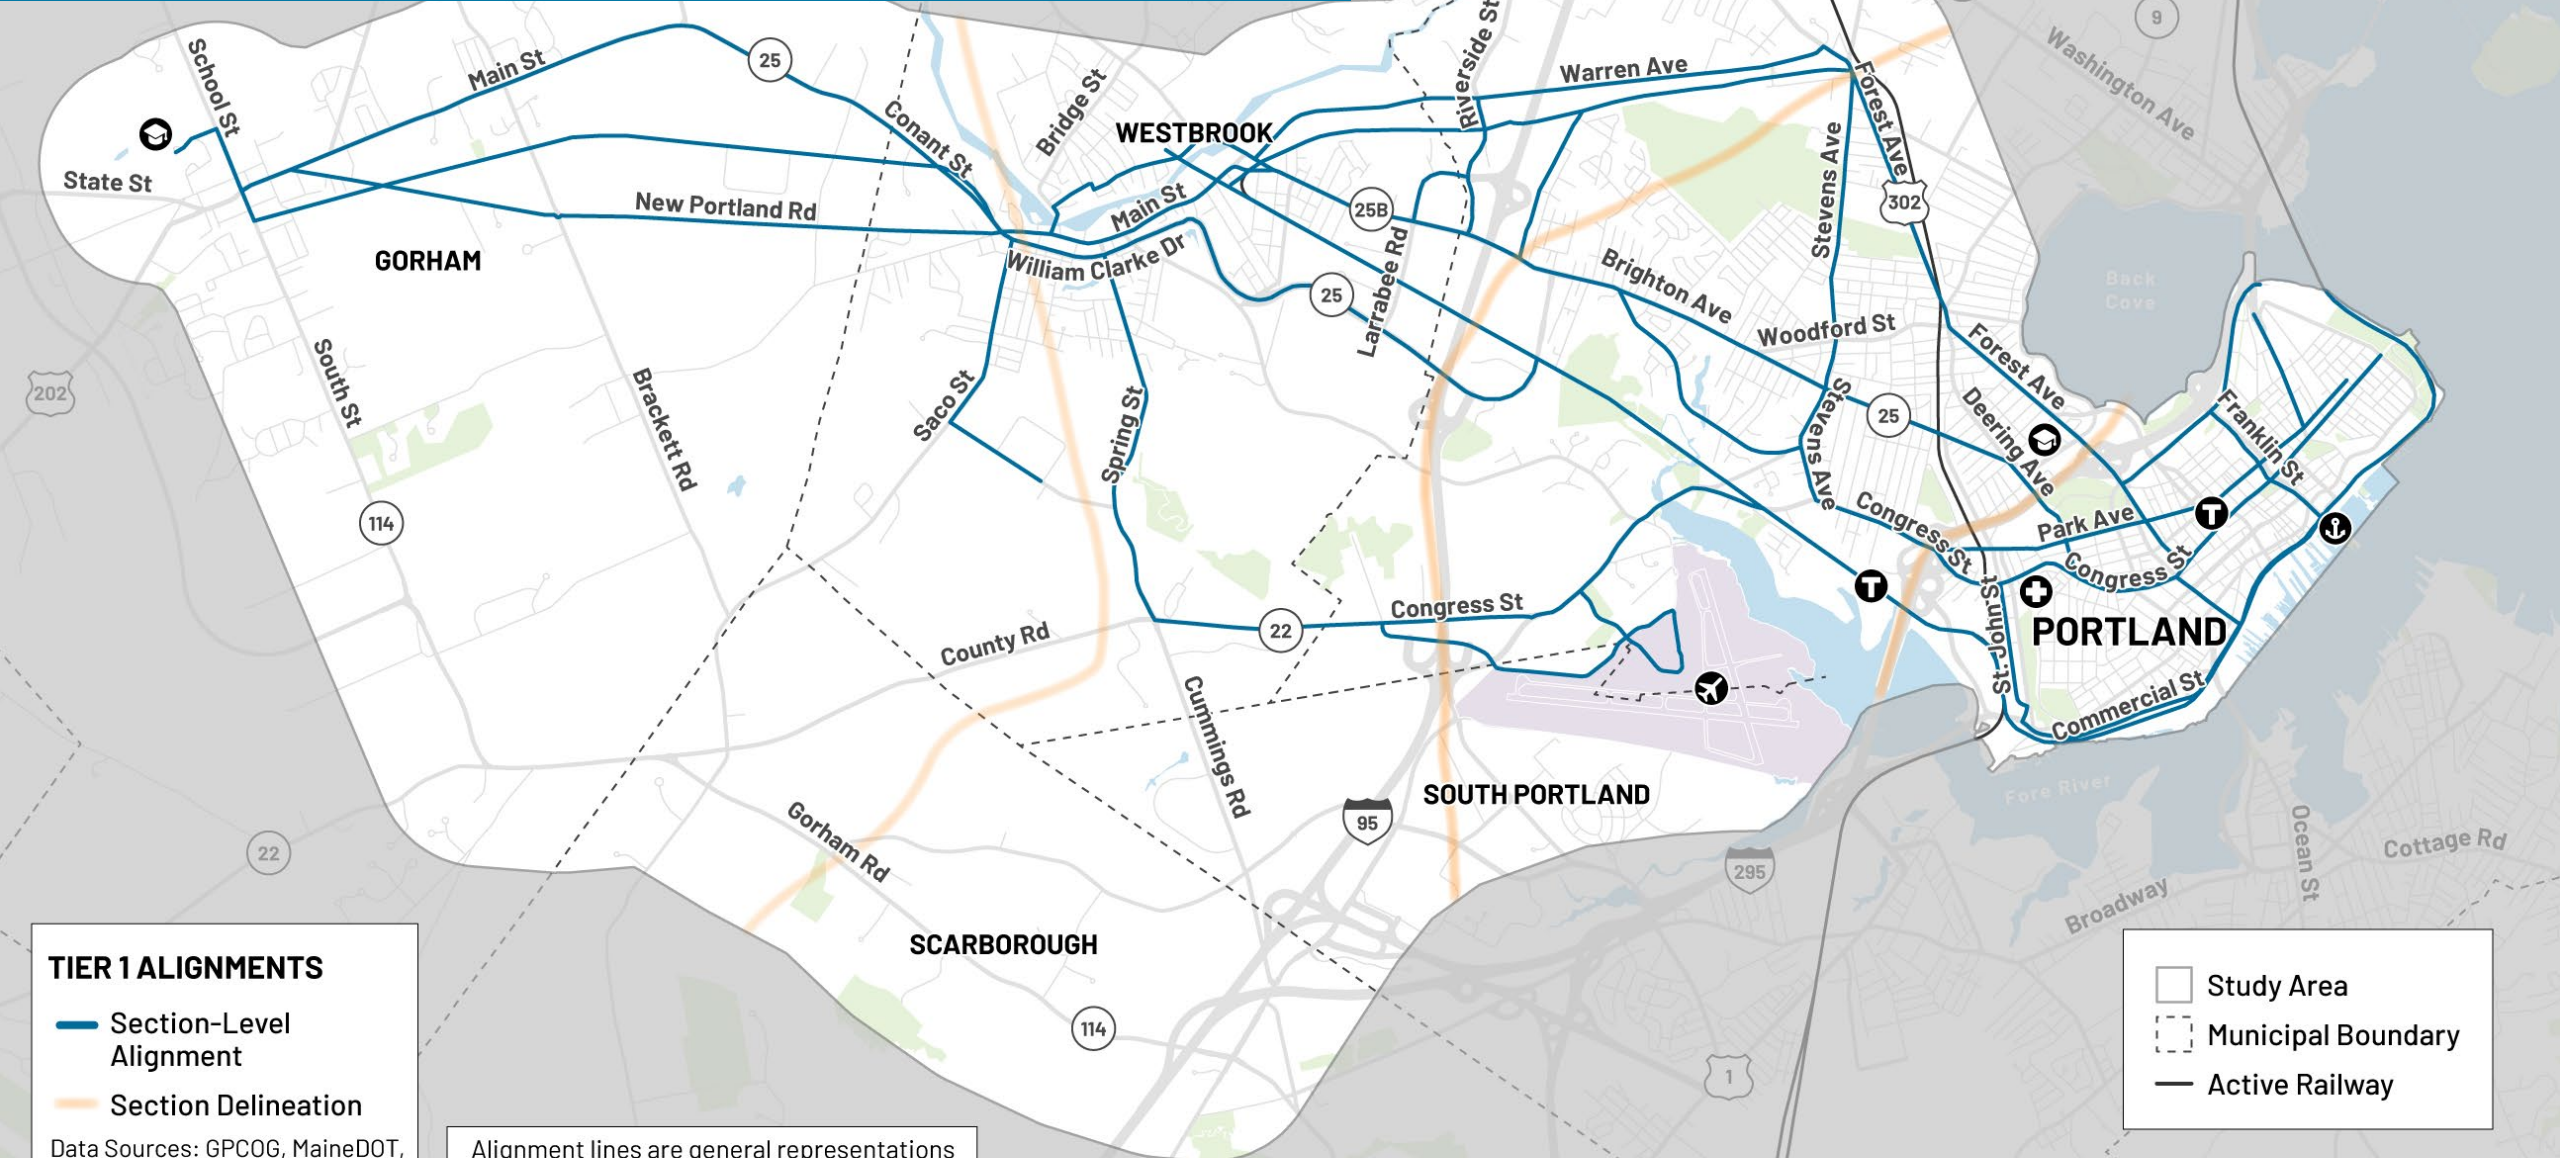 9
Washington Ave
School St
Main St
25
Conant St
Bridge St
WESTBROOK
Riverside St
Warren Ave
Forest Ave
302
State St
New Portland Rd
GORHAM
Main St
William Clarke Dr
25B
25
Larrabee Rd
Brighton Ave
Stevens Ave
Woodford St
Back
Cove
Forest Ave
202
South St
Brackett Rd
Saco St
Spring St
Stevens Ave
25
Deering Ave
Franklin St
114
Congress St
Park Ave
T
Congress St
T
St. John St
PORTLAND
22
Congress St
County Rd
Cummings Rd
Commercial St
SOUTH PORTLAND
Fore River
95
Gorham Rd
22
295
Ocean St
Cottage Rd
Broadway
SCARBOROUGH
114
1
TIER 1 ALIGNMENTS
Section-Level
Alignment
Section Delineation
Data Sources: GPCOG, MaineDOT,
Alignment lines are general representations
Study Area
Municipal Boundary
Active Railway